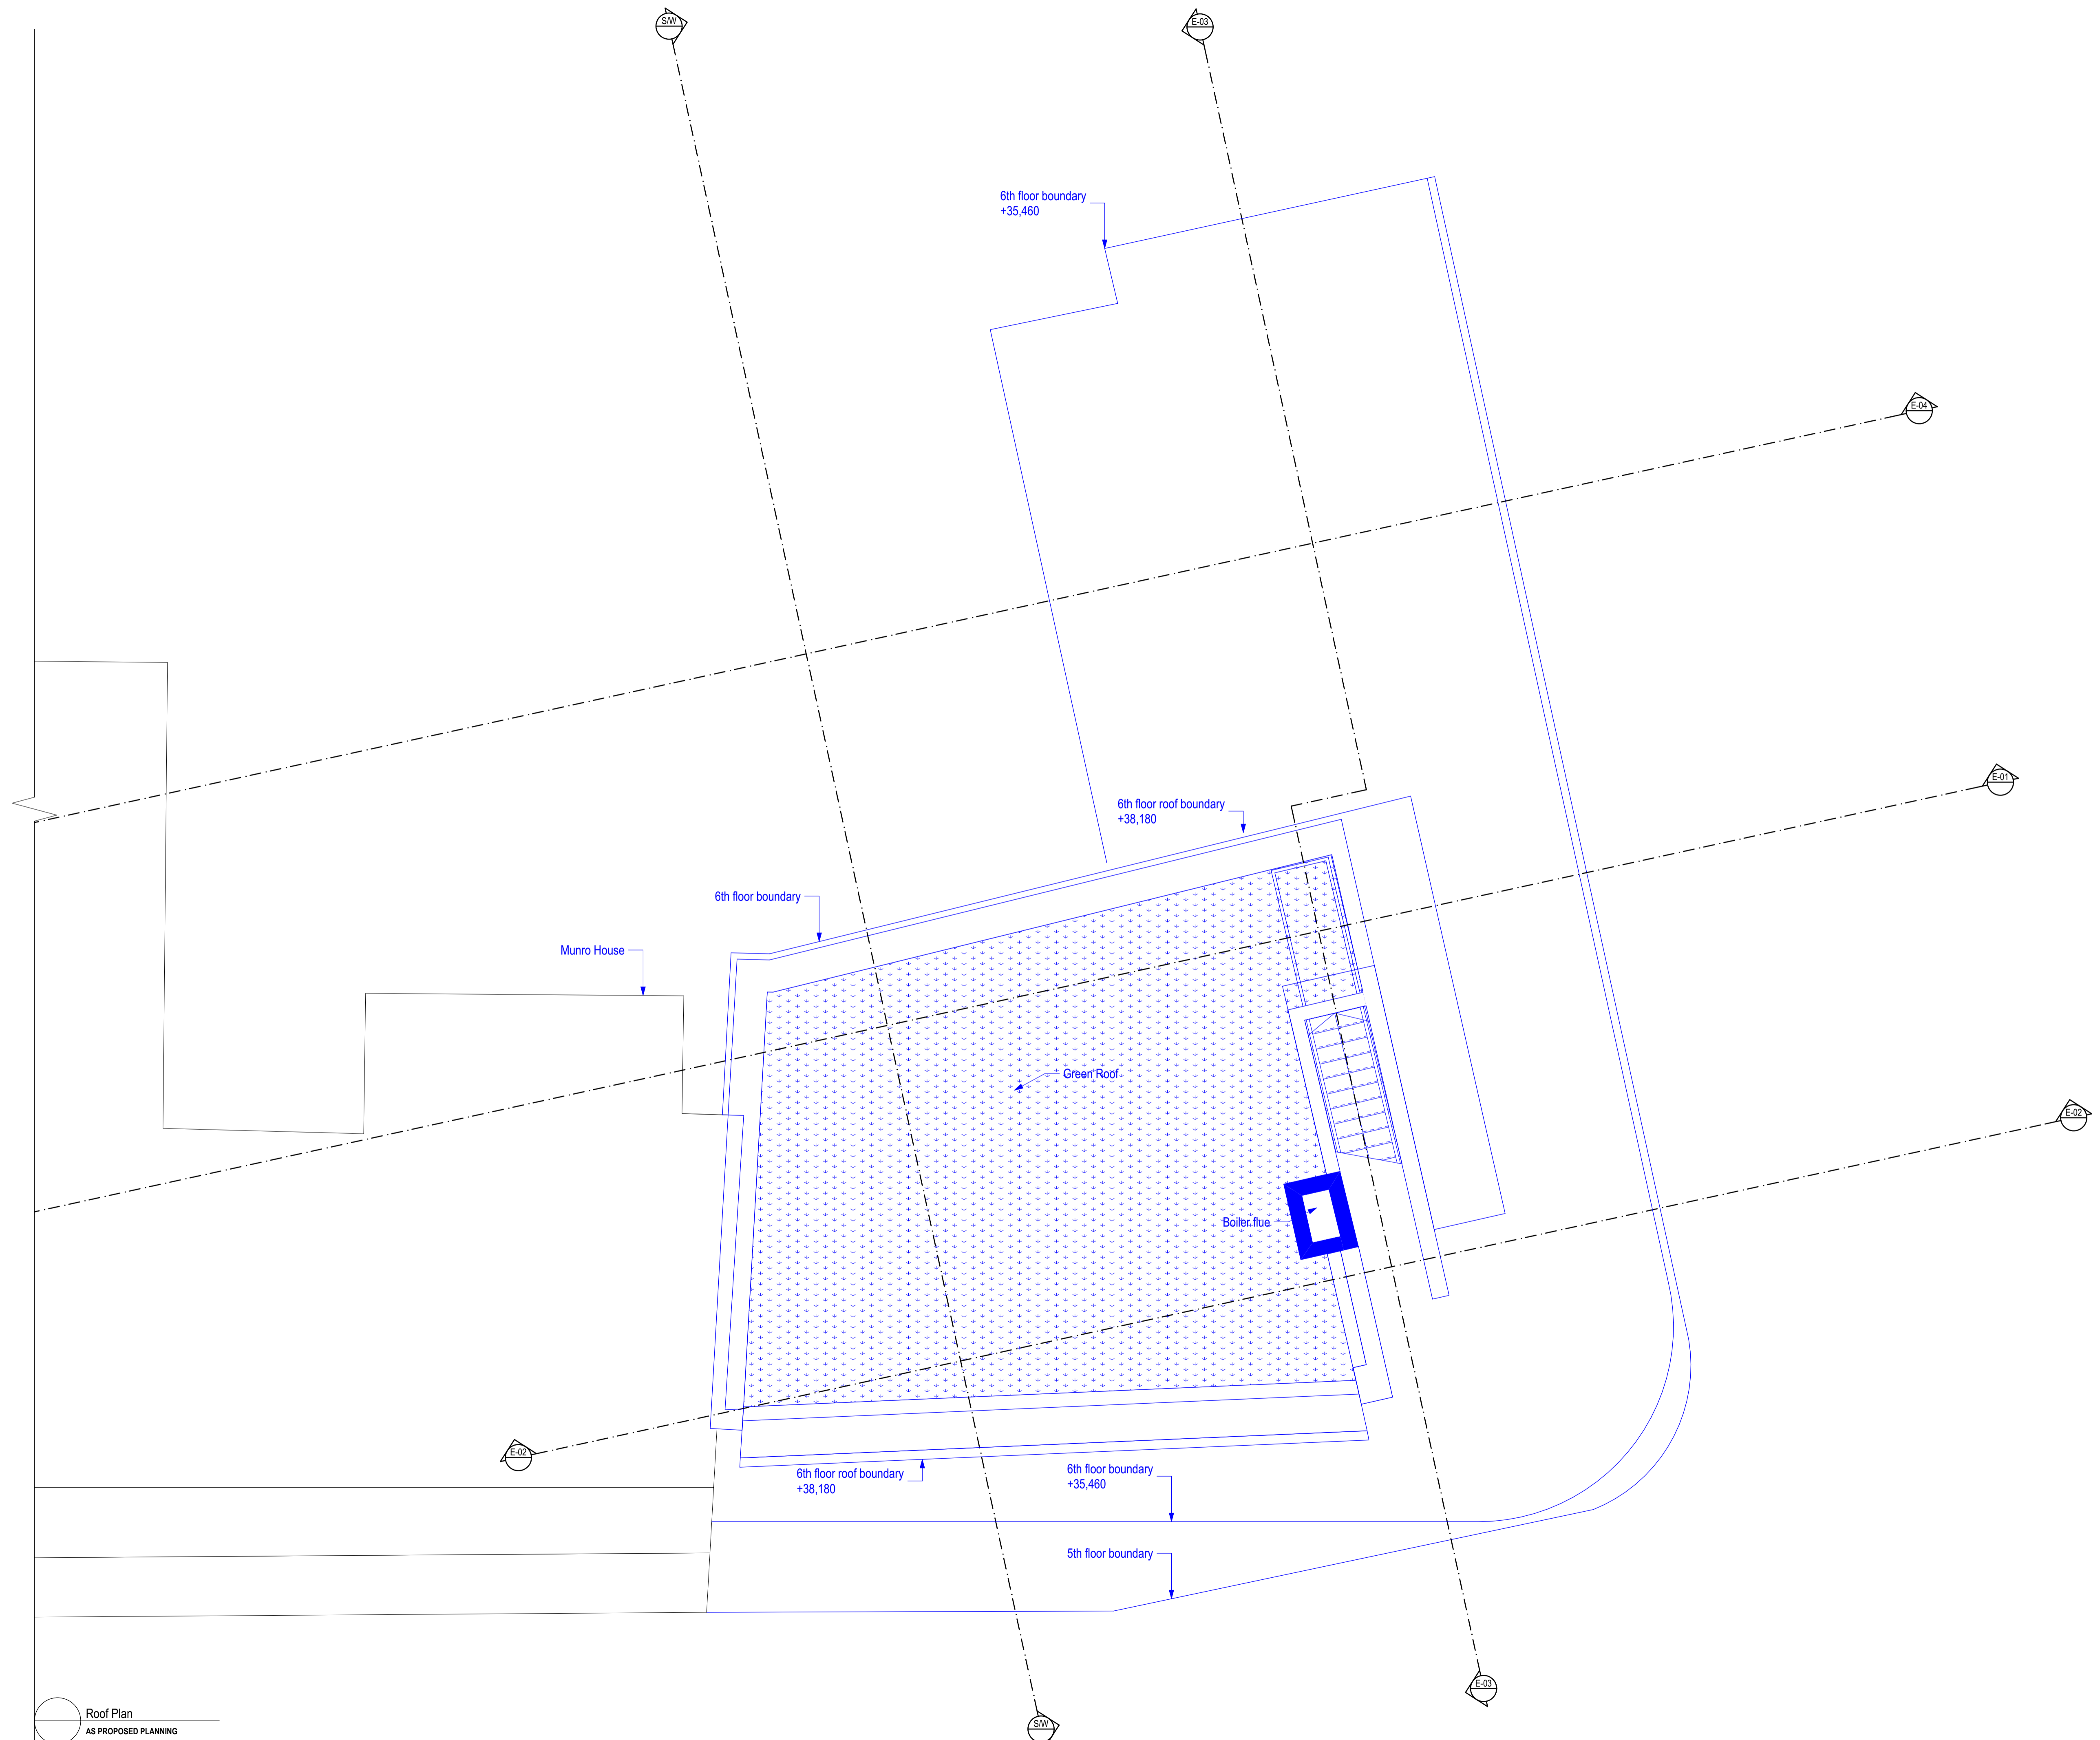 S/W
E-03
6th floor boundary
+35,460
E-04
E-01
6th floor roof boundary
+38,180
6th floor boundary
Munro House
Green Roof
E-02
Boiler flue
E-02
6th floor roof boundary
+38,180
6th floor boundary
+35,460
5th floor boundary
E-03
Roof Plan
S/W
AS PROPOSED PLANNING